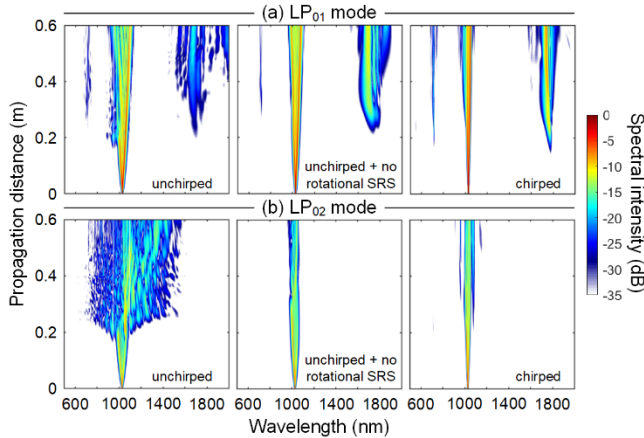 (a) LP01 mode
0.6
0.4
0.2
0
unchirped
unchirped + no
rotational SRS
chirped
(b) LP02 mode
0.6
0.4
0.2
0
unchirped
unchirped + no
rotational SRS
chirped
600 1000 1400 1800
600 1000 1400 1800
600 1000 1400 1800
Wavelength (nm)
Propagation distance (m)
0
-5
-10
-15
-20
-25
-30
-35
Spectral intensity (dB)